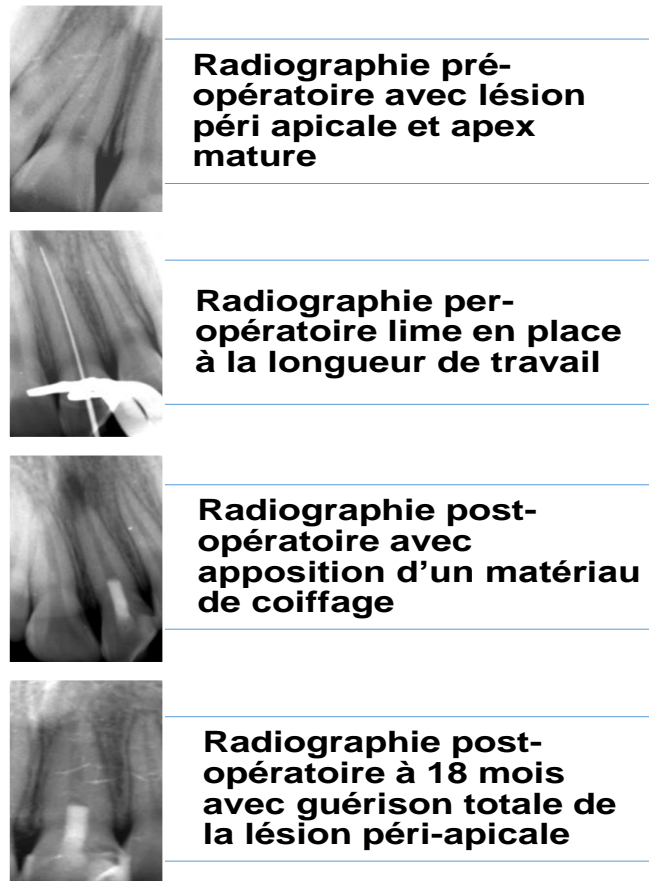 Radiographie pré-
opératoire avec lésion
péri apicale et apex
mature
Radiographie per-
opératoire lime en place
à la longueur de travail
Radiographie post-
opératoire avec
apposition d’un matériau
de coiffage
Radiographie post-
opératoire à 18 mois
avec guérison totale de
la lésion péri-apicale